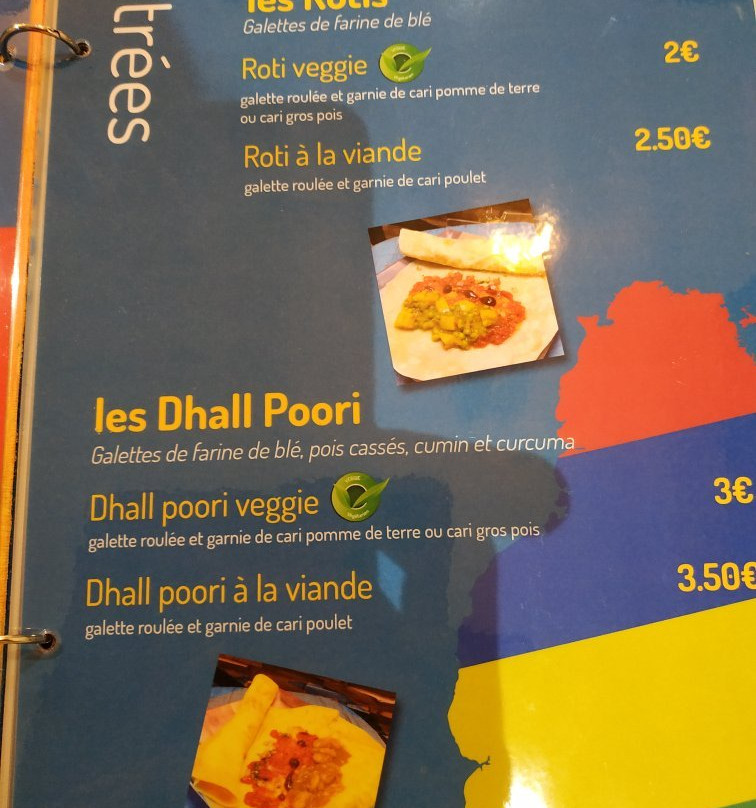 trées
les Rotis
Galettes de farine de blé
Roti veggie
2€
galette roulée et garnie de cari pomme de terre
ou cari gros pois
Roti à la viande
2.50€
galette roulée et garnie de cari poulet
les Dhall Poori
Galettes de farine de blé, pois cassés, cumin et curcuma
Dhall poori veggie
3€
galette roulée et garnie de cari pomme de terre ou cari gros pois
Dhall poori à la viande
3.50€
galette roulée et garnie de cari poulet